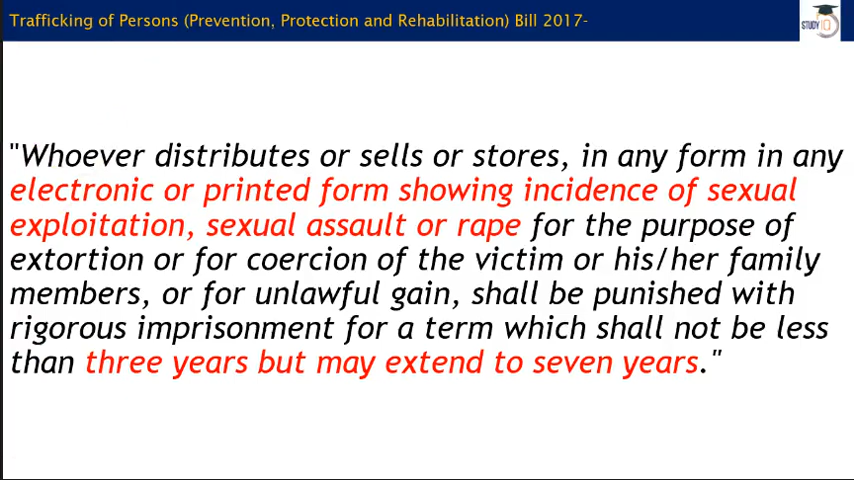 Trafficking of Persons (Prevention, Protection and Rehabilitation) Bill 2017-
STUDY IQ
"Whoever distributes or sells or stores, in any form in any
electronic or printed form showing incidence of sexual
exploitation, sexual assault or rape for the purpose of
extortion or for coercion of the victim or his/her family
members, or for unlawful gain, shall be punished with
rigorous imprisonment for a term which shall not be less
than three years but may extend to seven years."